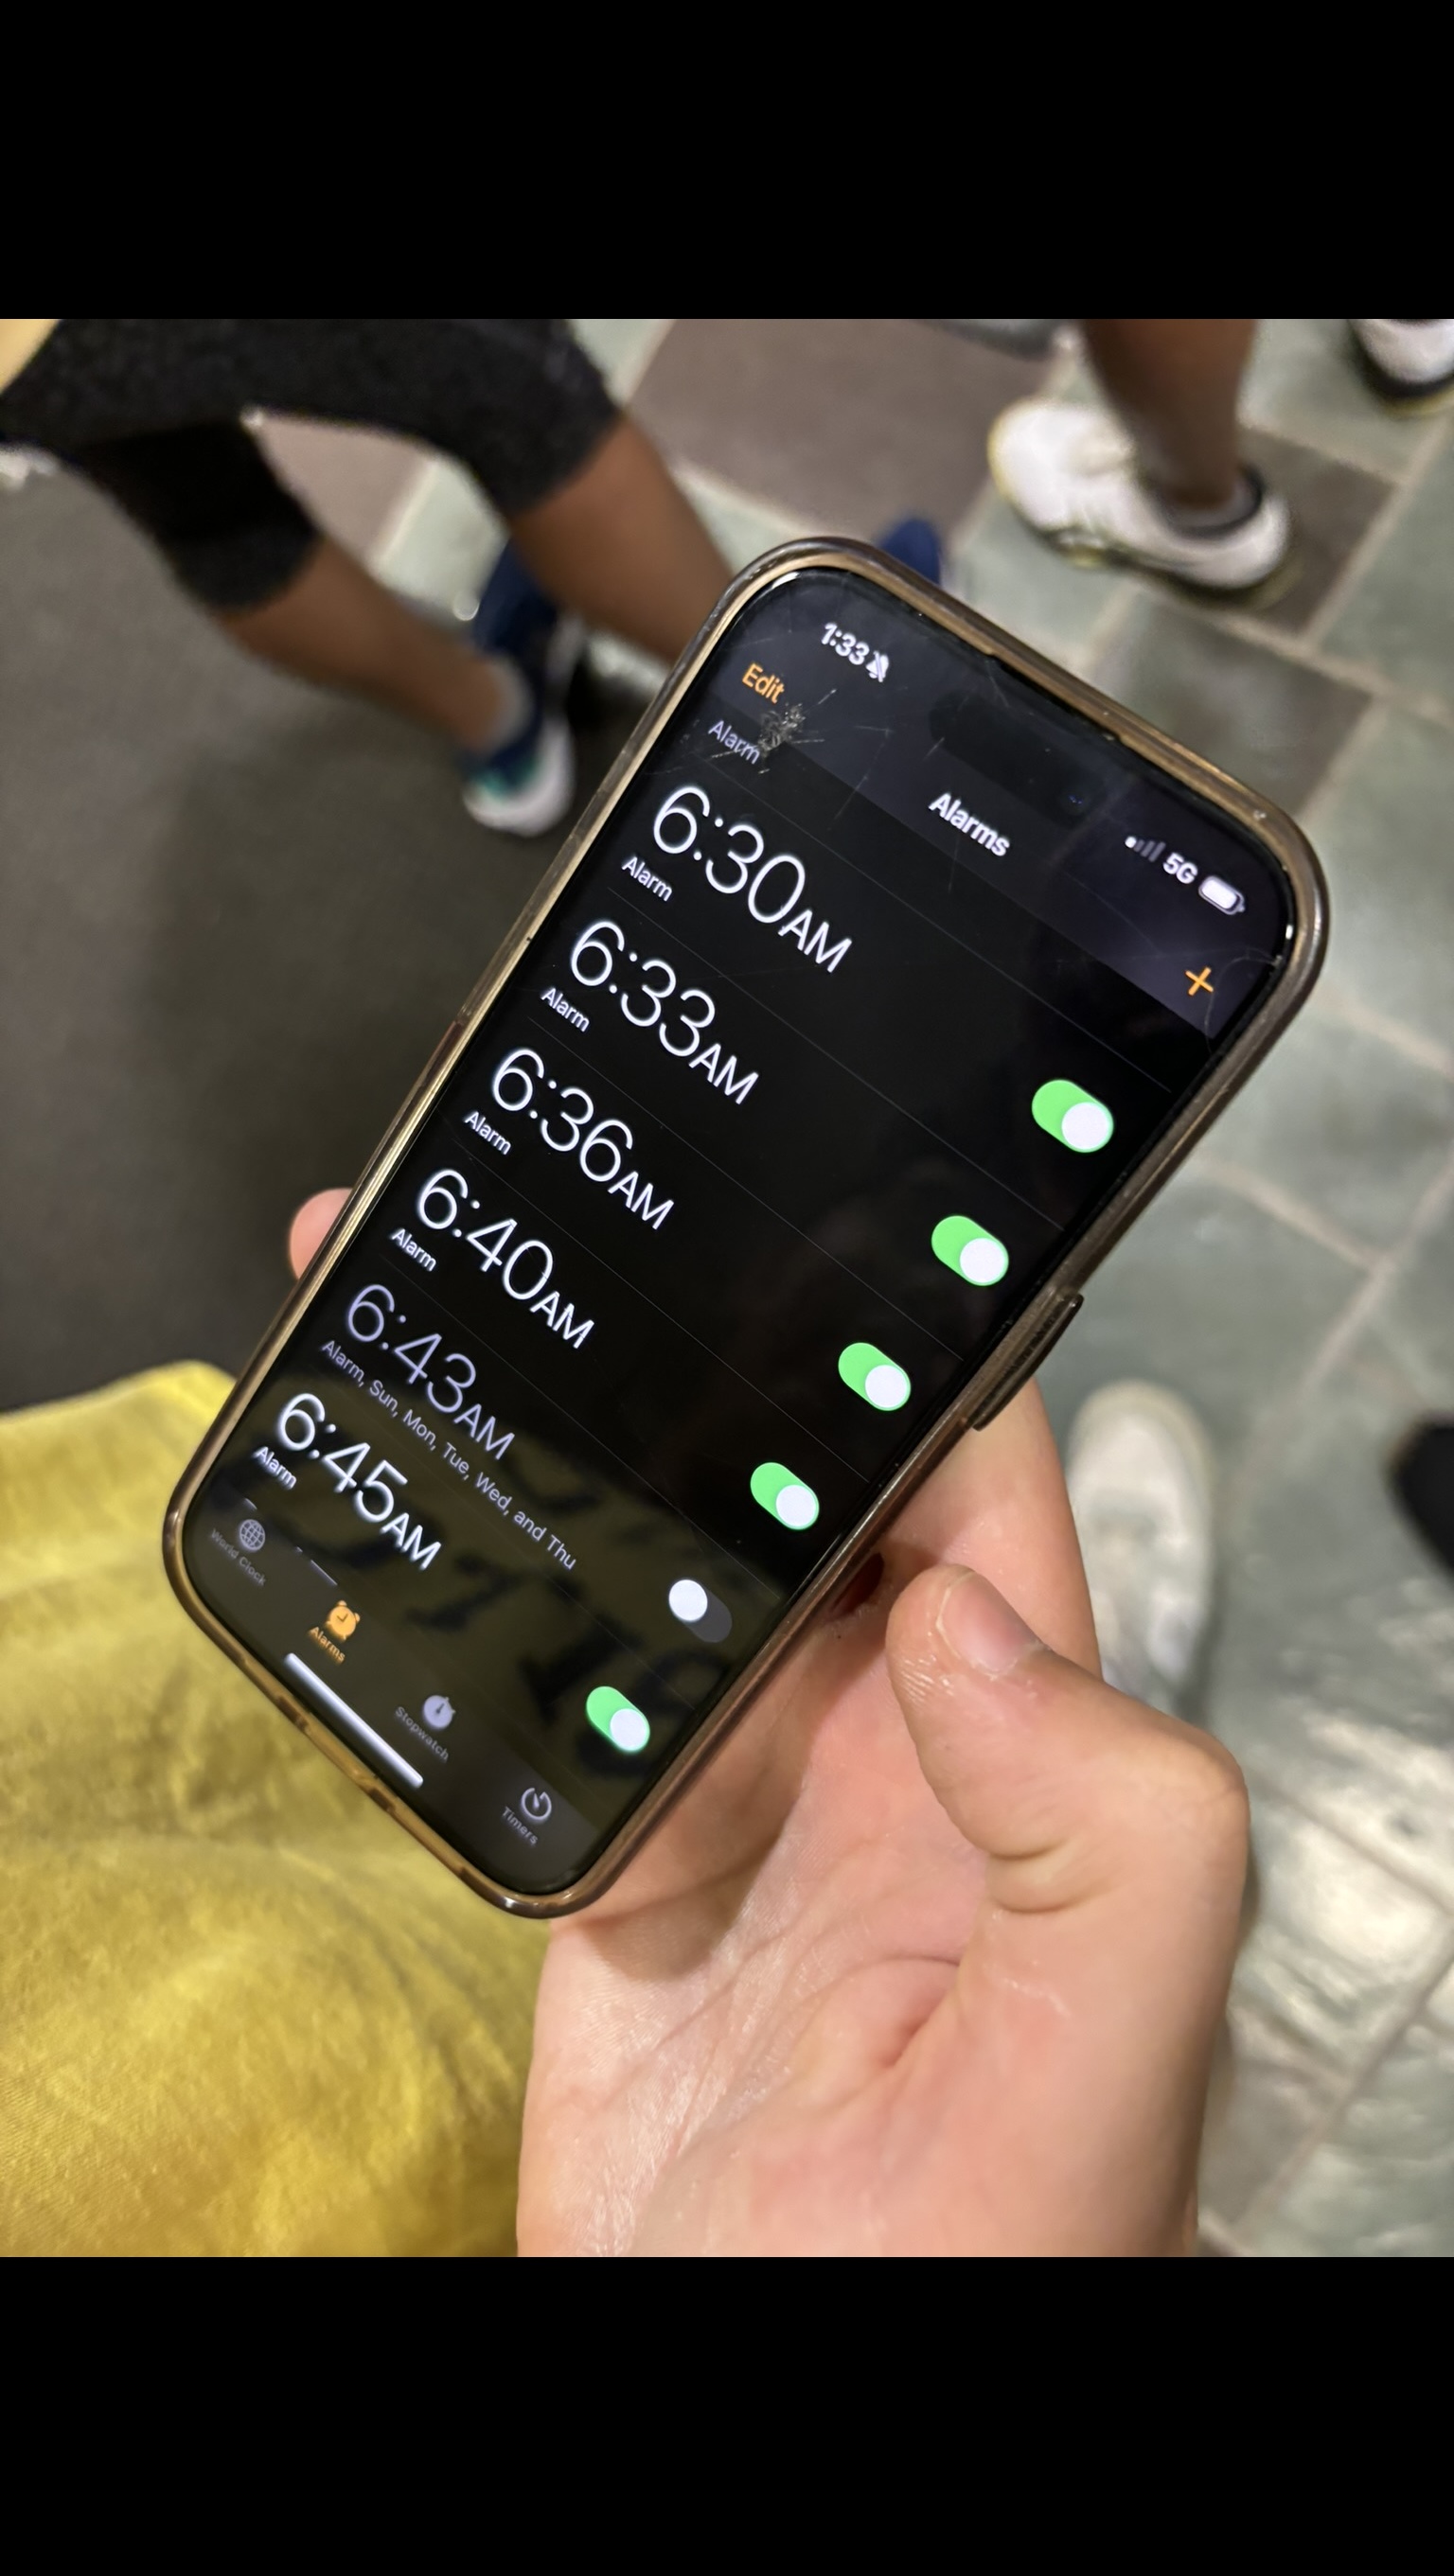 1:33
5G
Edit
Alarms
+
Alarm
6:30AM
Alarm
6:33AM
Alarm
6:36AM
Alarm
6:40AM
Alarm
6:43AM
Alarm, Sun, Mon, Tue, Wed, and Thu
6:45AM
Alarm
World Clock
Alarms
Stopwatch
Timers